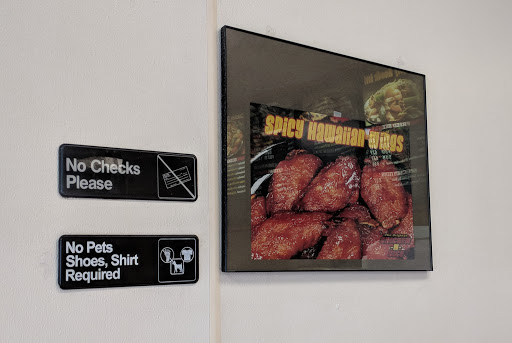 No Checks
Please
No Pets
Shoes, Shirt
Required
Spicy Hawaiian Wings